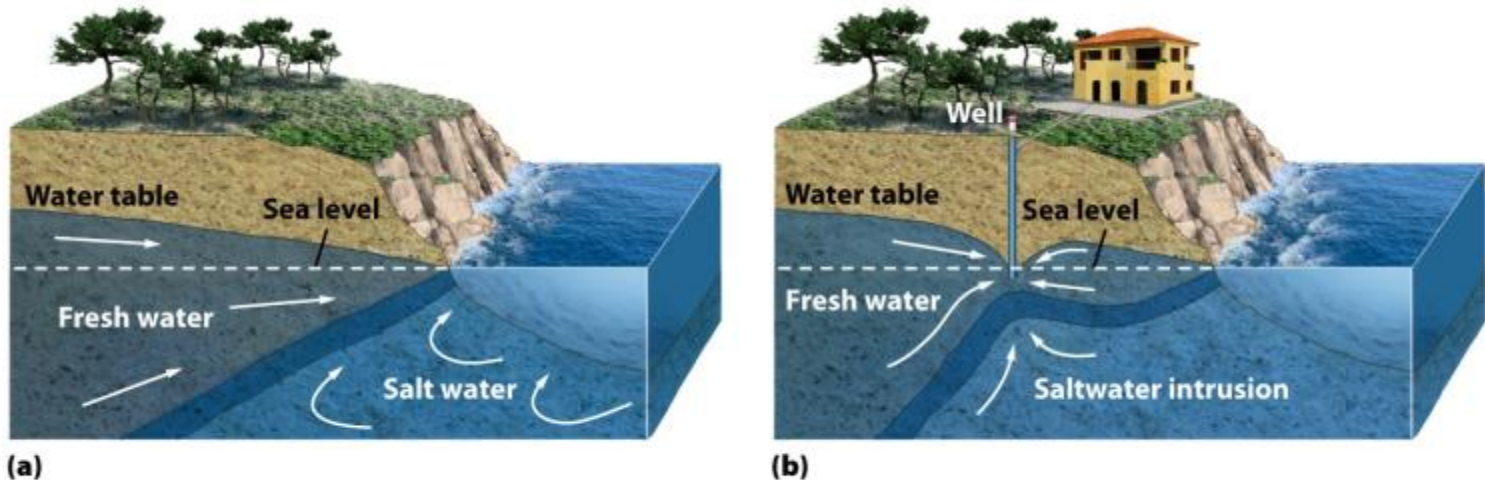 Water table
Sea level
Fresh water
Salt water
(a)
Well
Water table
Sea level
Fresh water
Saltwater intrusion
(b)